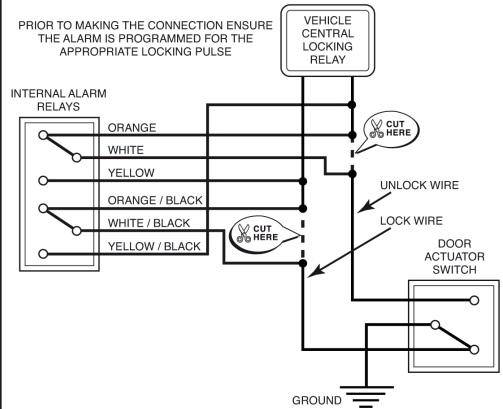 PRIOR TO MAKING THE CONNECTION ENSURE
THE ALARM IS PROGRAMMED FOR THE
APPROPRIATE LOCKING PULSE
VEHICLE
CENTRAL
LOCKING
RELAY
INTERNAL ALARM
RELAYS
ORANGE
CUT
HERE
WHITE
YELLOW
UNLOCK WIRE
ORANGE / BLACK
LOCK WIRE
WHITE / BLACK
CUT
HERE
YELLOW / BLACK
DOOR
ACTUATOR
SWITCH
GROUND